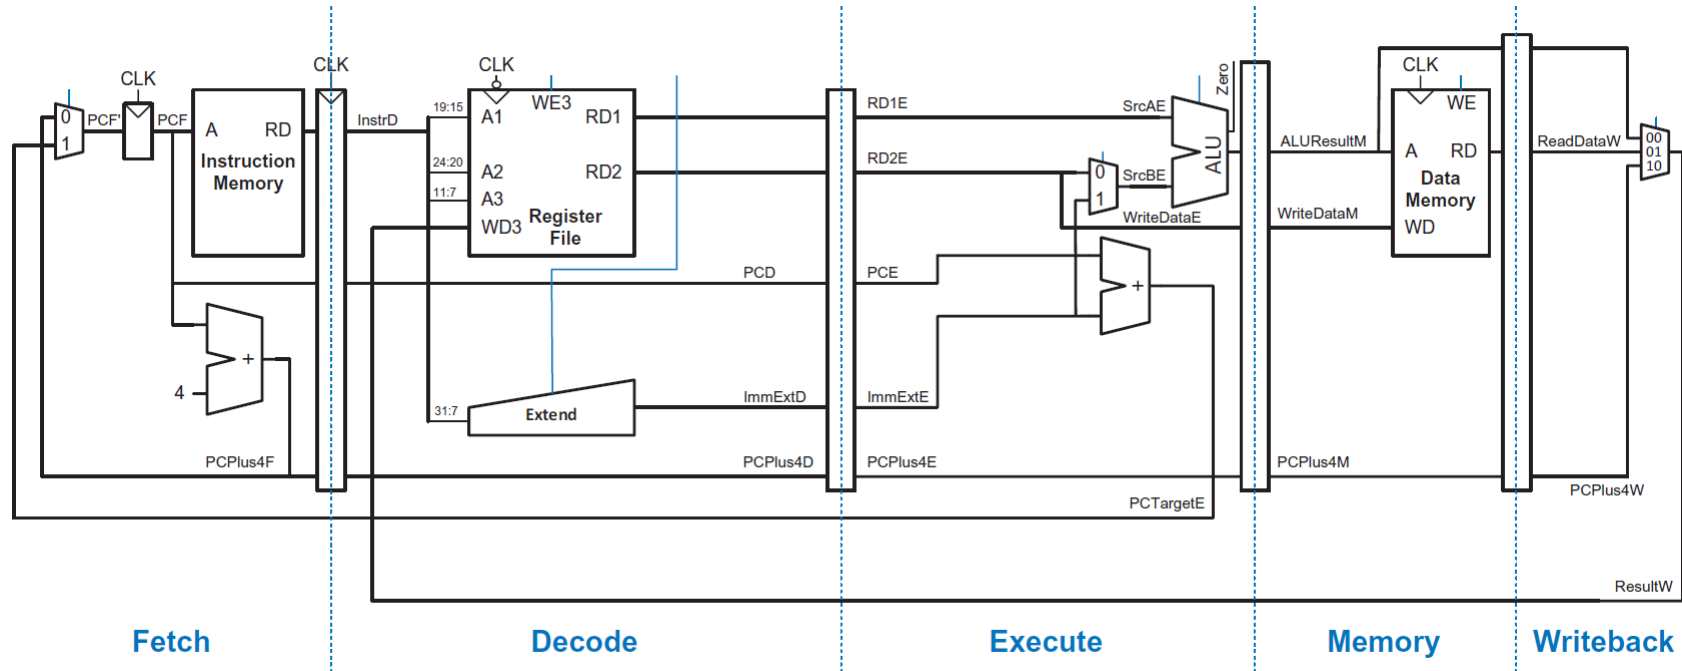 CLK
CLK
CLK
CLK
0
1
PCF'
PCF
A
RD
Instruction
Memory
InstrD
19:15
24:20
11:7
A1
A2
A3
WD3
WE3
RD1
RD2
Register
File
RD1E
RD2E
SrcAE
0
1
SrcBE
WriteDataE
ALU
Zero
ALUResultM
WriteDataM
WE
A
RD
Data
Memory
WD
ReadDataW
00
01
10
PCD
PCE
+
4
+
31:7
Extend
ImmExtD
ImmExtE
PCPlus4F
PCPlus4D
PCPlus4E
PCPlus4M
PCPlus4W
PCTargetE
ResultW
Fetch
Decode
Execute
Memory
Writeback